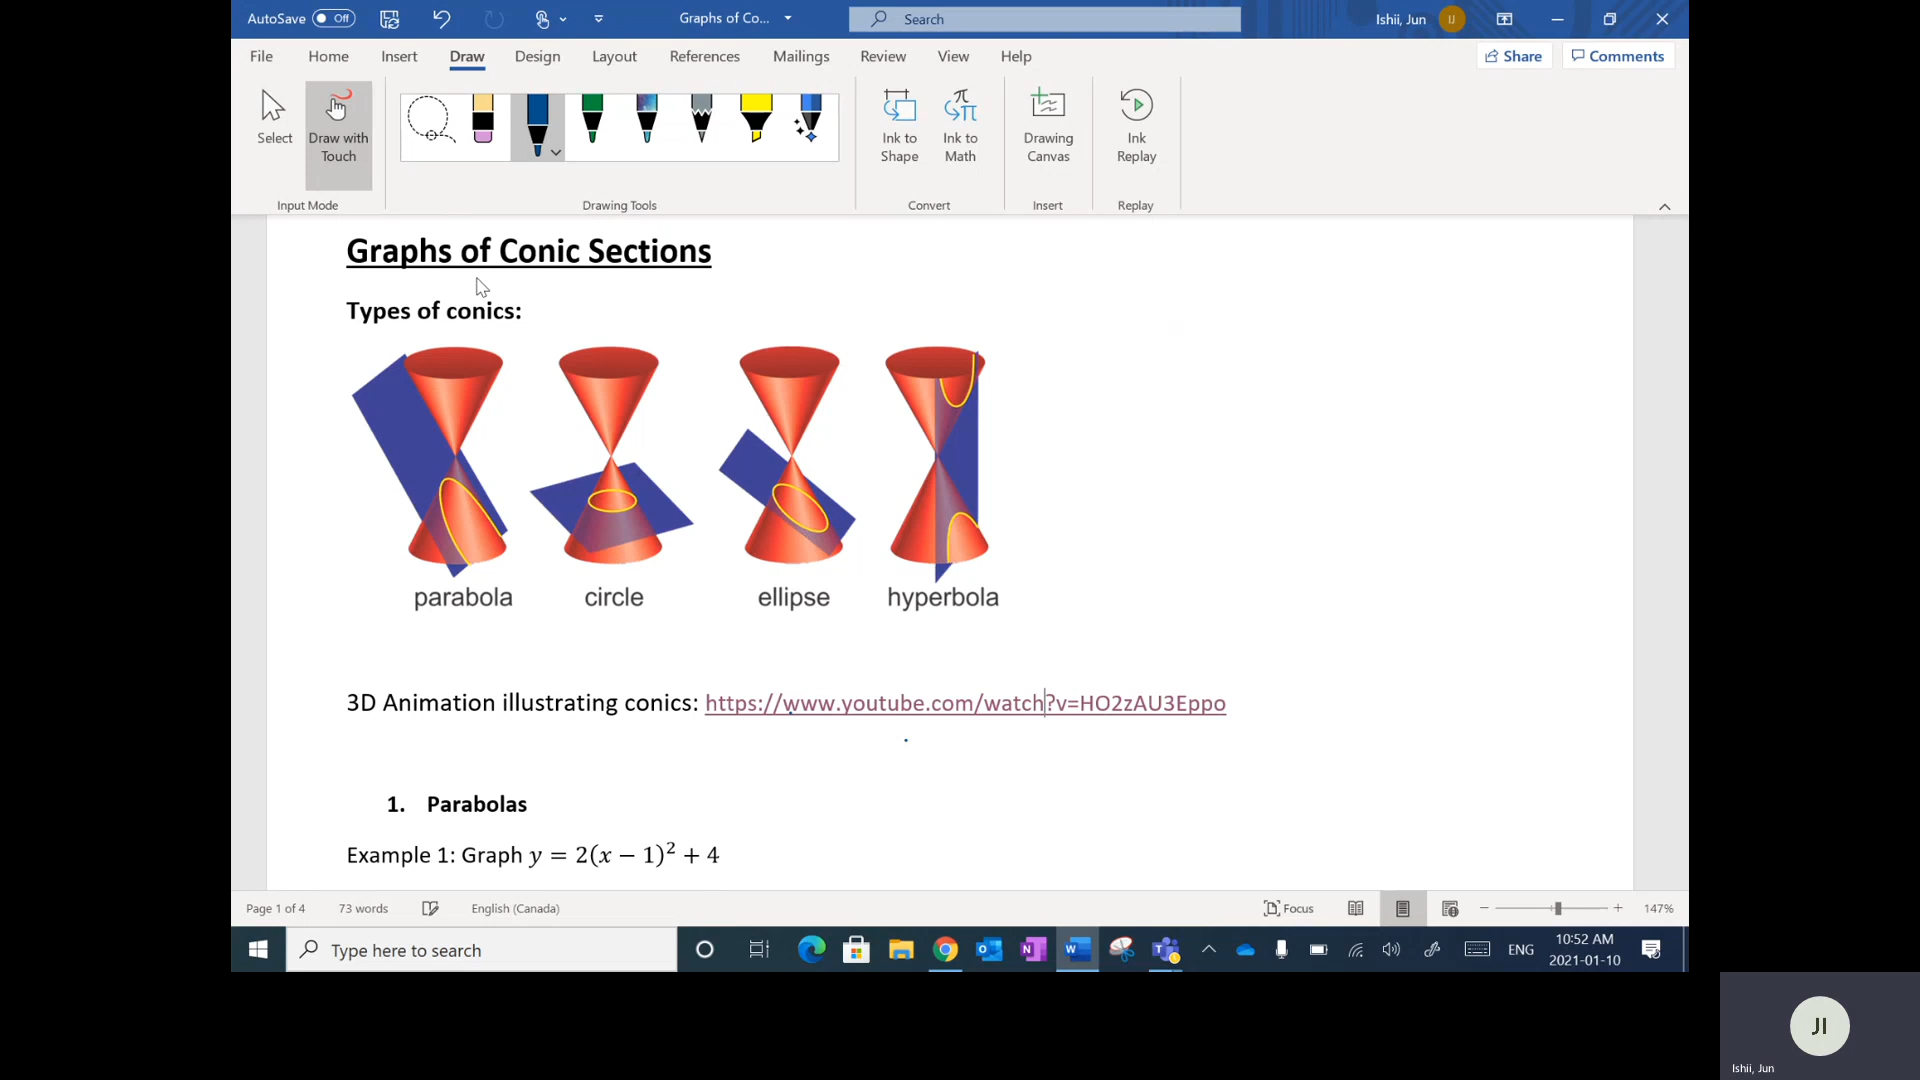 AutoSave Off Graphs of Co... Search Ishii, Jun IJ
File Home Insert Draw Design Layout References Mailings Review View Help Share Comments
Select Draw with Touch Ink to Shape Ink to Math Drawing Canvas Ink Replay
Input Mode Drawing Tools Convert Insert Replay
Graphs of Conic Sections
Types of conics:
parabola circle ellipse hyperbola
3D Animation illustrating conics: https://www.youtube.com/watch?v=HO2zAU3Eppo
1. Parabolas
Example 1: Graph y = 2(x − 1)² + 4
Page 1 of 4 73 words English (Canada) Focus 147%
Type here to search ENG 10:52 AM
2021-01-10
JI
Ishii, Jun